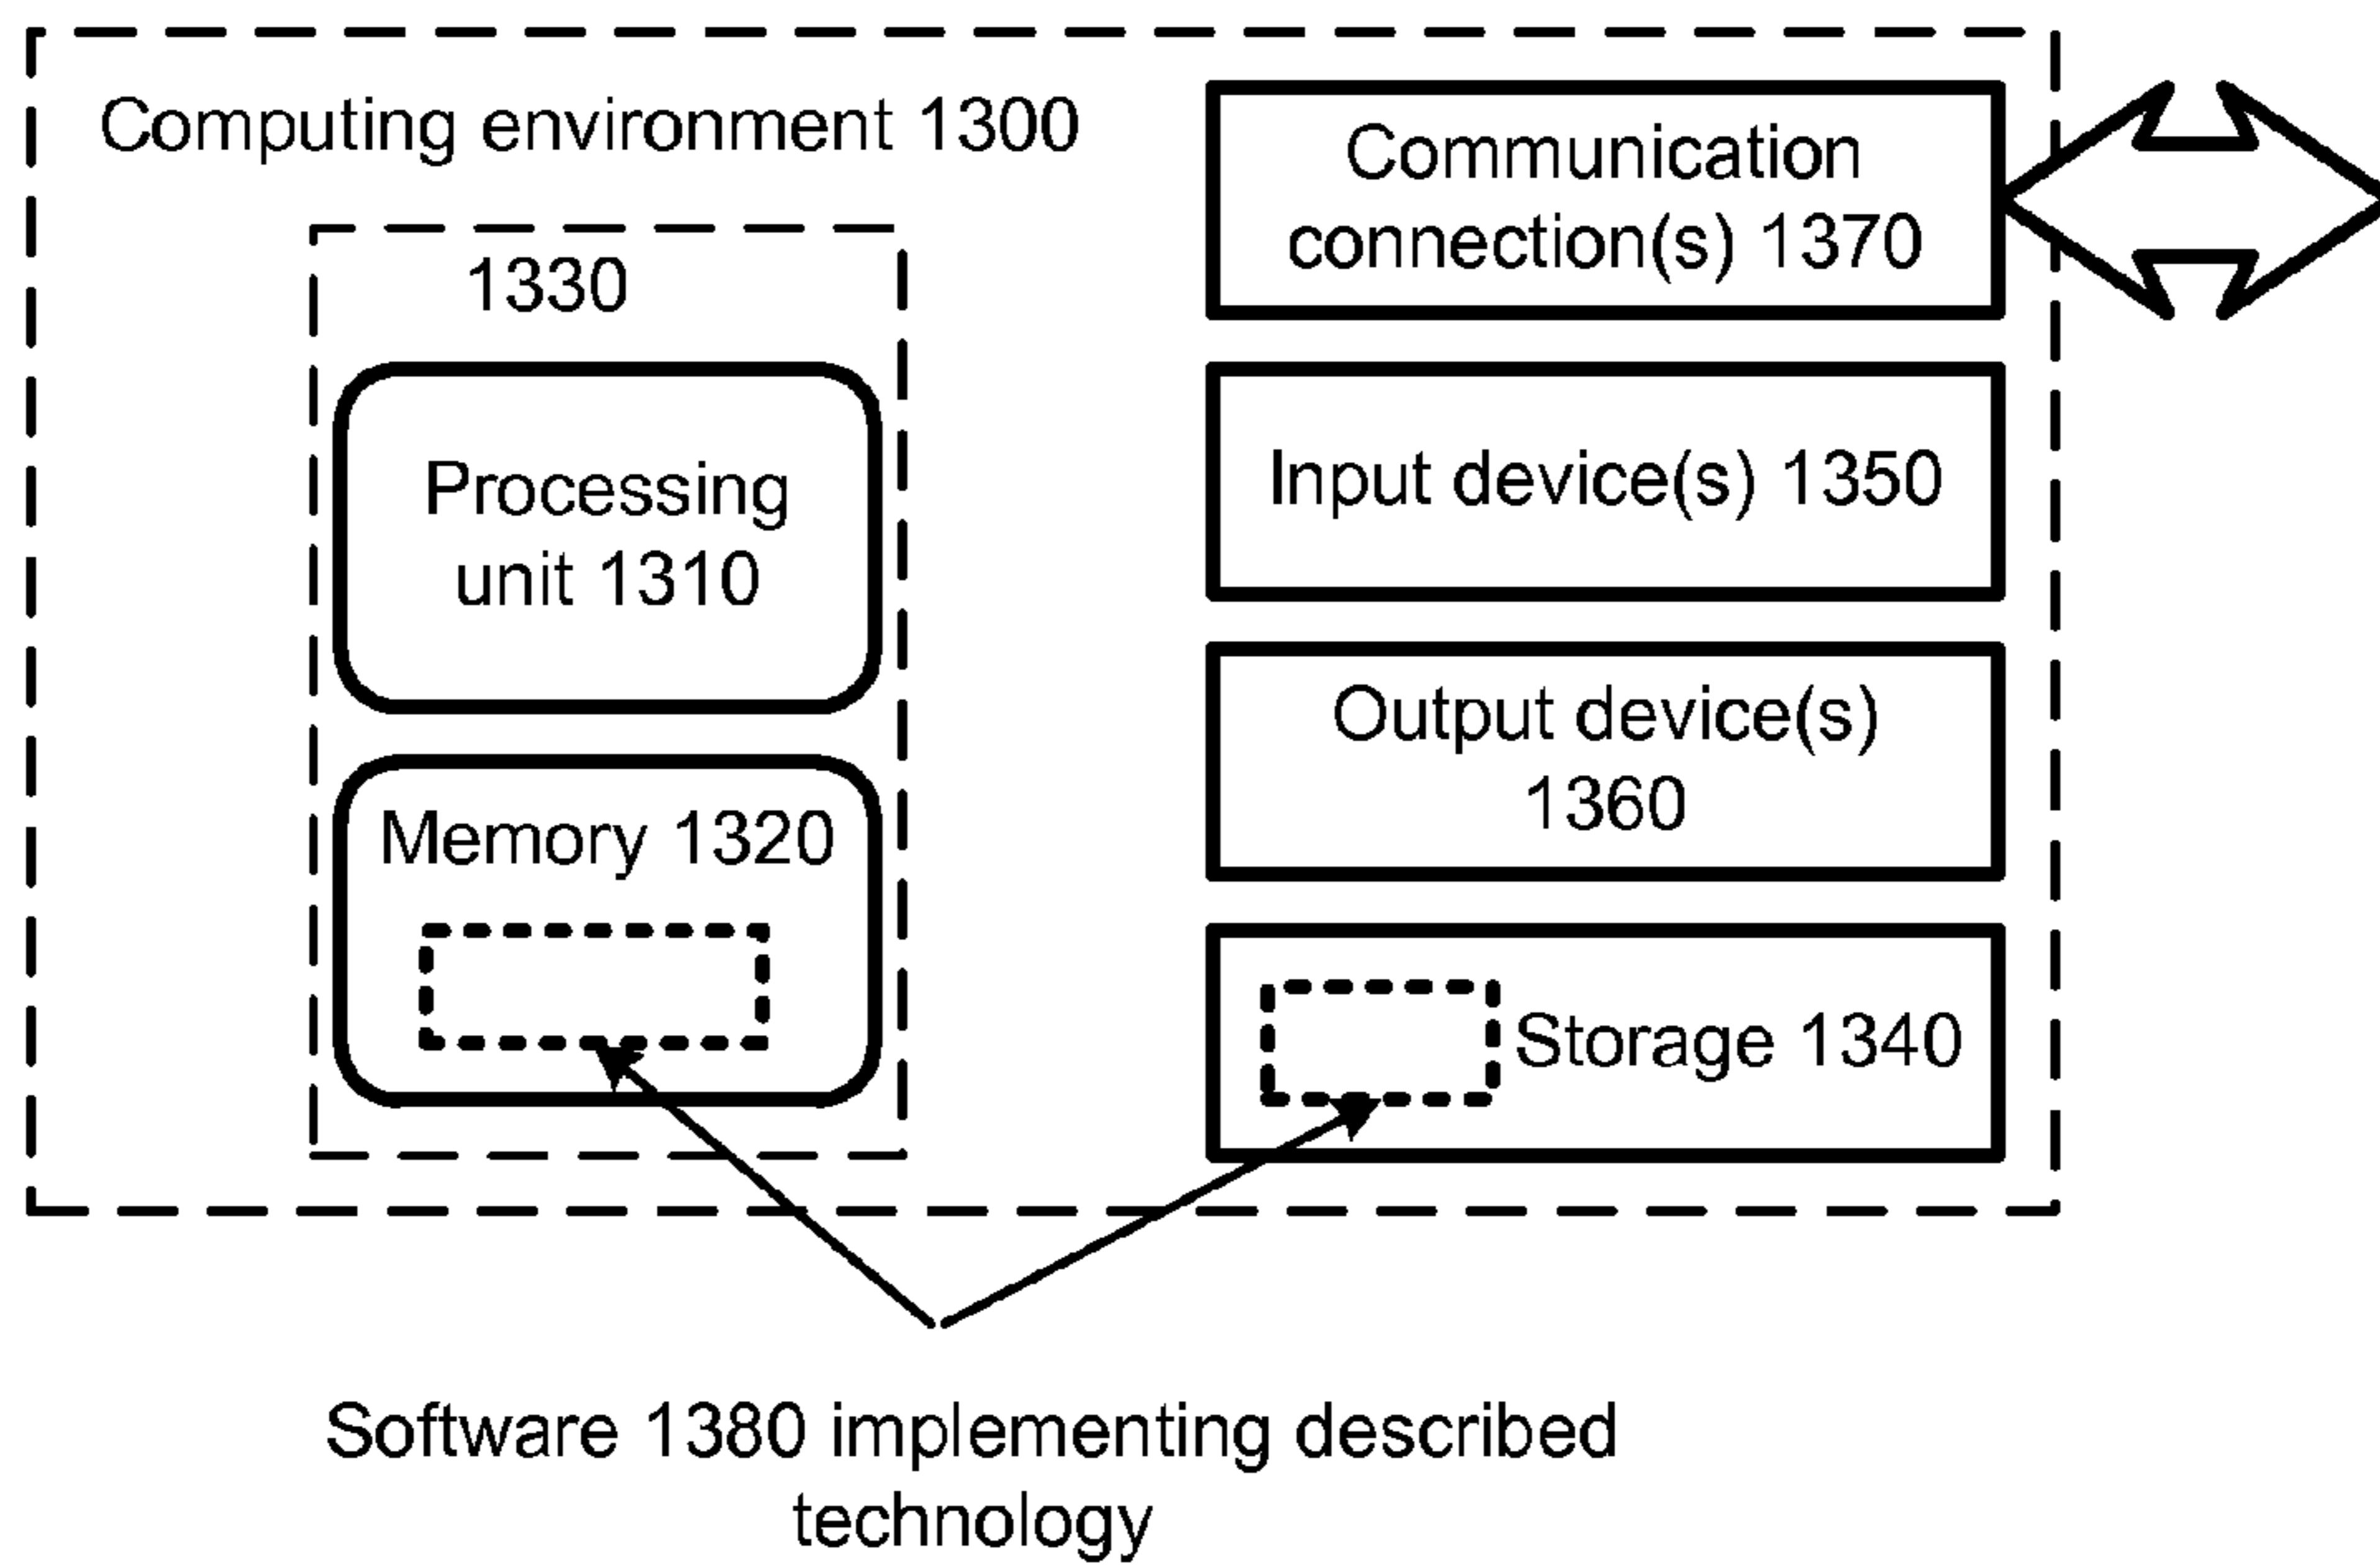 Computing environment 1300
1330
Processing
unit 1310
Memory 1320
Communication
connection(s) 1370
Input device(s) 1350
Output device(s)
1360
Storage 1340
Software 1380 implementing described
technology